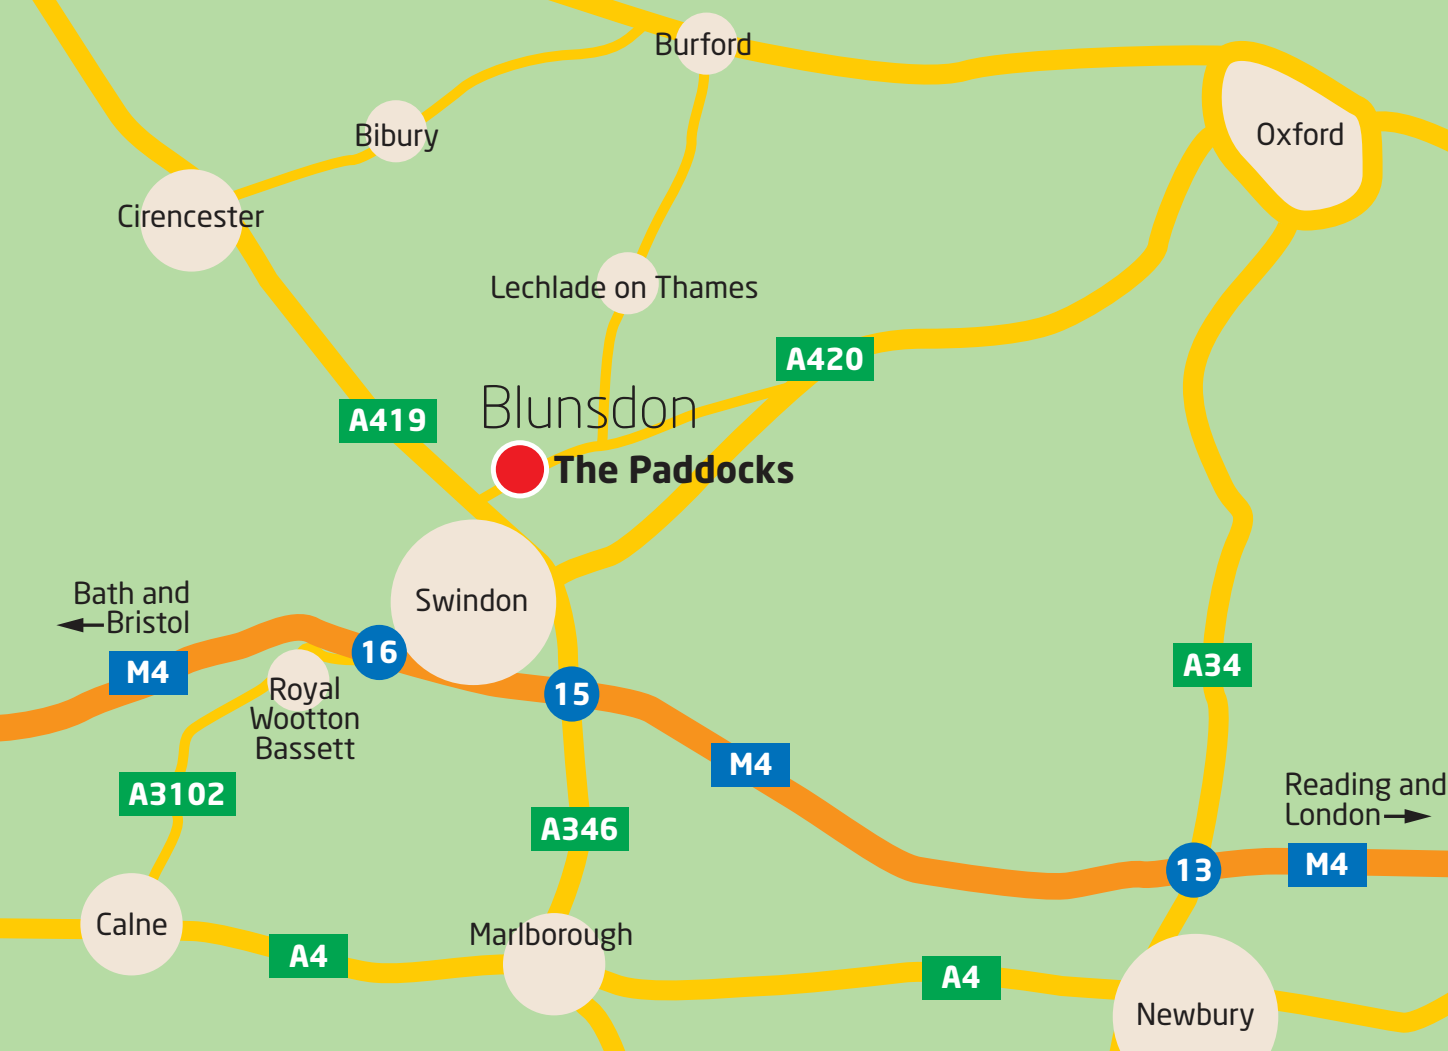 Burford
Bibury
Oxford
Cirencester
Lechlade on Thames
A420
Blunsdon
A419
The Paddocks
Bath and
Bristol
Swindon
16
M4
A34
Royal
Wootton
Bassett
15
M4
A3102
Reading and
London
A346
13
M4
Calne
Marlborough
A4
A4
Newbury